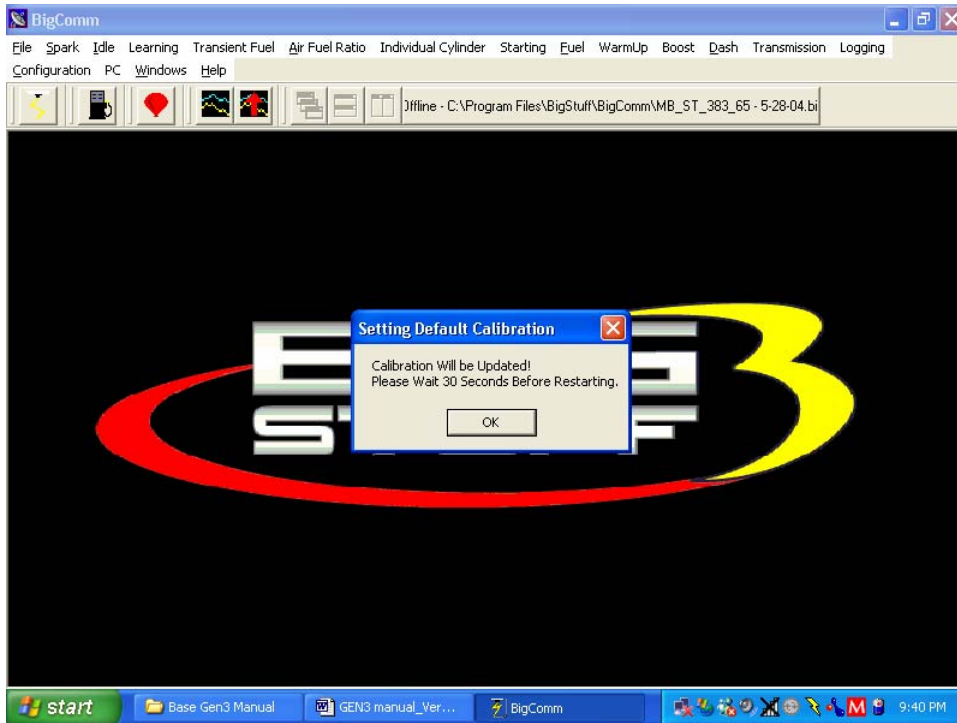 BigComm
File Spark Idle Learning Transient Fuel Air Fuel Ratio Individual Cylinder Starting Fuel WarmUp Boost Dash Transmission Logging
Configuration PC Windows Help
Offline - C:\Program Files\BigStuff\BigComm\MB_ST_383_65 - 5-28-04.bi
Setting Default Calibration
Calibration Will be Updated!
Please Wait 30 Seconds Before Restarting.
OK
3
start Base Gen3 Manual GEN3 manual_Ver... BigComm M 9:40 PM